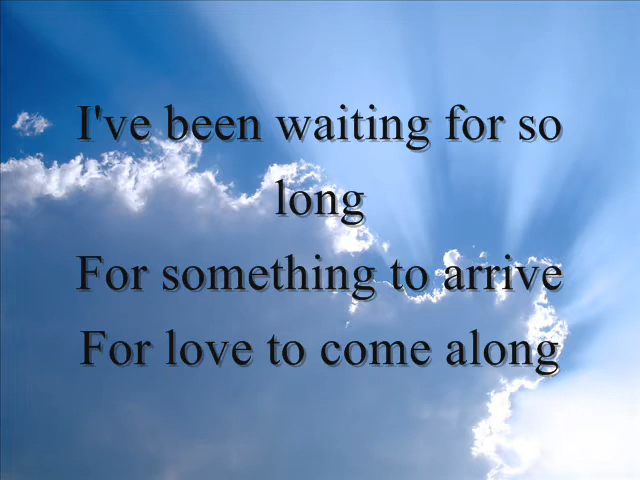 I've been waiting for so
long
For something to arrive
For love to come along